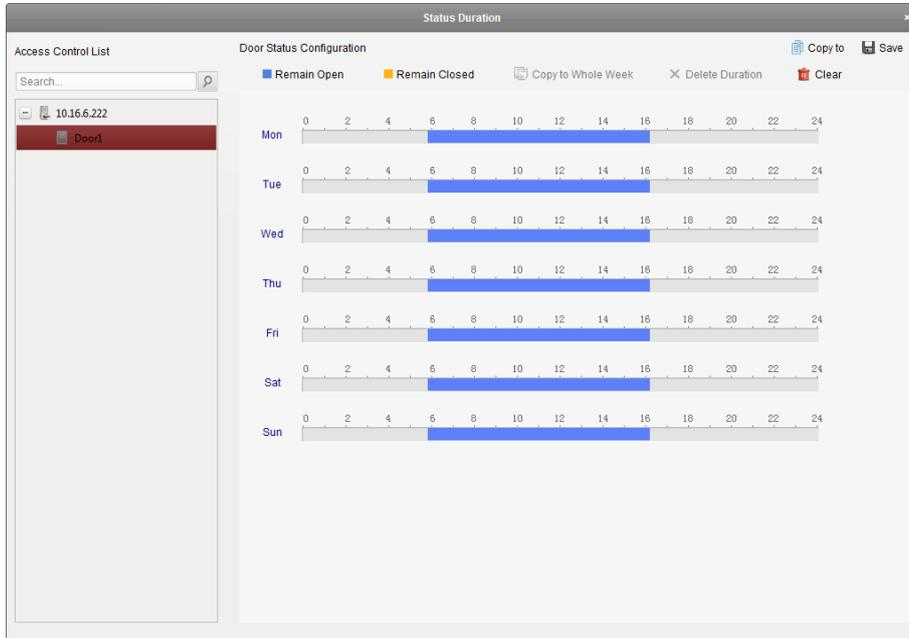 Status Duration
Access Control List
Door Status Configuration
Copy to Save
Search...
Remain Open Remain Closed Copy to Whole Week Delete Duration Clear
10.16.6.222
Door1
0 2 4 6 8 10 12 14 16 18 20 22 24
Mon
0 2 4 6 8 10 12 14 16 18 20 22 24
Tue
0 2 4 6 8 10 12 14 16 18 20 22 24
Wed
0 2 4 6 8 10 12 14 16 18 20 22 24
Thu
0 2 4 6 8 10 12 14 16 18 20 22 24
Fri
0 2 4 6 8 10 12 14 16 18 20 22 24
Sat
0 2 4 6 8 10 12 14 16 18 20 22 24
Sun